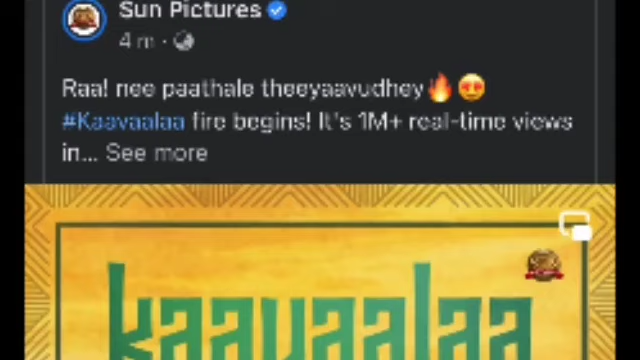 Sun Pictures
4 m ·
Raa! nee paathale theeyaavudhey🔥😍
#Kaavaalaa fire begins! It's 1M+ real-time views
in... See more
kaavaalaa